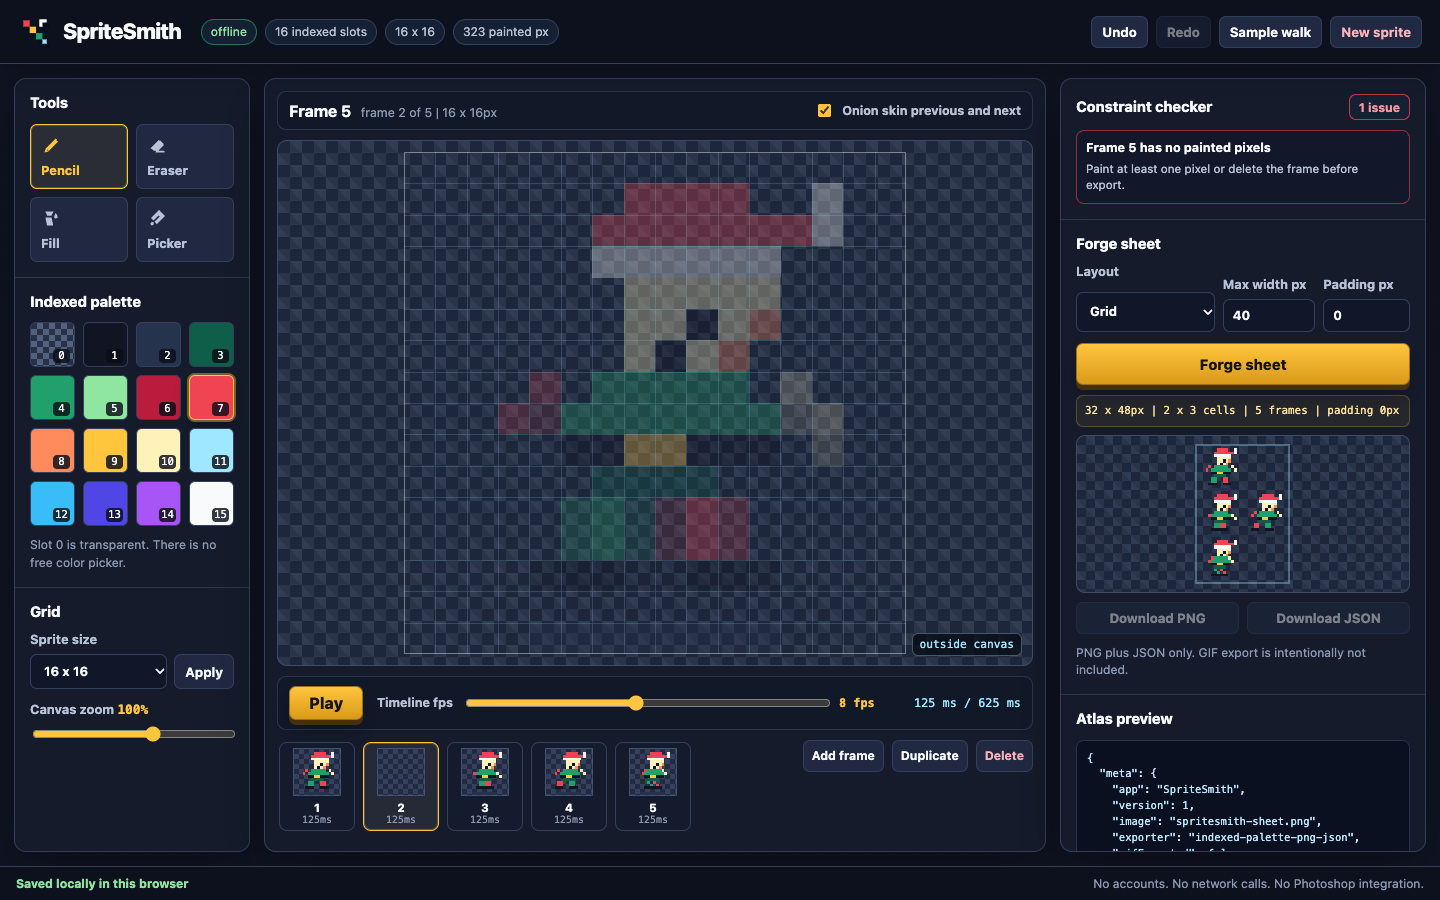 SpriteSmith
offline
16 indexed slots
16 x 16
323 painted px
Undo
Redo
Sample walk
New sprite
Tools
Pencil
Eraser
Fill
Picker
Indexed palette
0
1
2
3
4
5
6
7
8
9
10
11
12
13
14
15
Slot 0 is transparent. There is no
free color picker.
Grid
Sprite size
16 x 16
Apply
Canvas zoom 100%
Frame 5
frame 2 of 5 | 16 x 16px
Onion skin previous and next
outside canvas
Play
Timeline fps
8 fps
125 ms / 625 ms
1
125ms
2
125ms
3
125ms
4
125ms
5
125ms
Add frame
Duplicate
Delete
Constraint checker
1 issue
Frame 5 has no painted pixels
Paint at least one pixel or delete the frame before
export.
Forge sheet
Layout
Max width px
Padding px
Grid
40
0
Forge sheet
32 x 48px | 2 x 3 cells | 5 frames | padding 0px
Download PNG
Download JSON
PNG plus JSON only. GIF export is intentionally not
included.
Atlas preview
{
"meta": {
"app": "SpriteSmith",
"version": 1,
"image": "spritesmith-sheet.png",
"exporter": "indexed-palette-png-json",
Saved locally in this browser
No accounts. No network calls. No Photoshop integration.